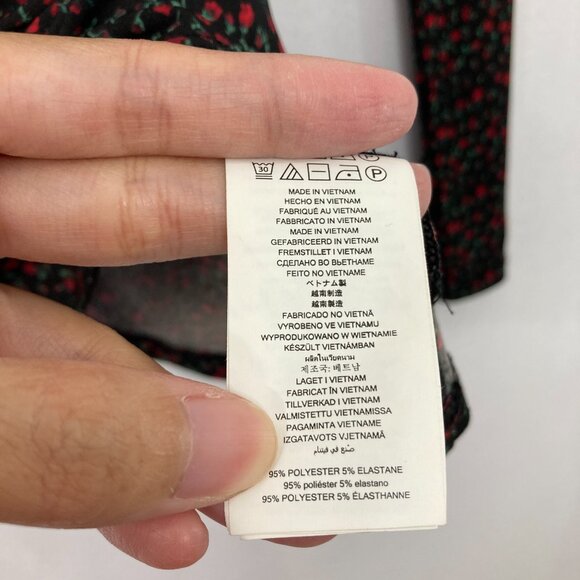 30 P
MADE IN VIETNAM
HECHO EN VIETNAM
FABRIQUÉ AU VIETNAM
FABBRICATO IN VIETNAM
MADE IN VIETNAM
GEFABRICEERD IN VIETNAM
FREMSTILLET I VIETNAM
СДЕЛАНО ВО ВЬЕТНАМЕ
FEITO NO VIETNAME
ベトナム製
越南制造
越南製造
FABRICADO NO VIETNÃ
VYROBENO VE VIETNAMU
WYPRODUKOWANO W WIETNAMIE
KÉSZÜLT VIETNÁMBAN
ผลิตในเวียดนาม
제조국: 베트남
LAGET I VIETNAM
FABRICAT ÎN VIETNAM
TILLVERKAD I VIETNAM
VALMISTETTU VIETNAMISSA
PAGAMINTA VIETNAME
IZGATAVOTS VJETNAMĀ
صنع في فيتنام
95% POLYESTER 5% ELASTANE
95% poliéster 5% elastano
95% POLYESTER 5% ÉLASTHANNE